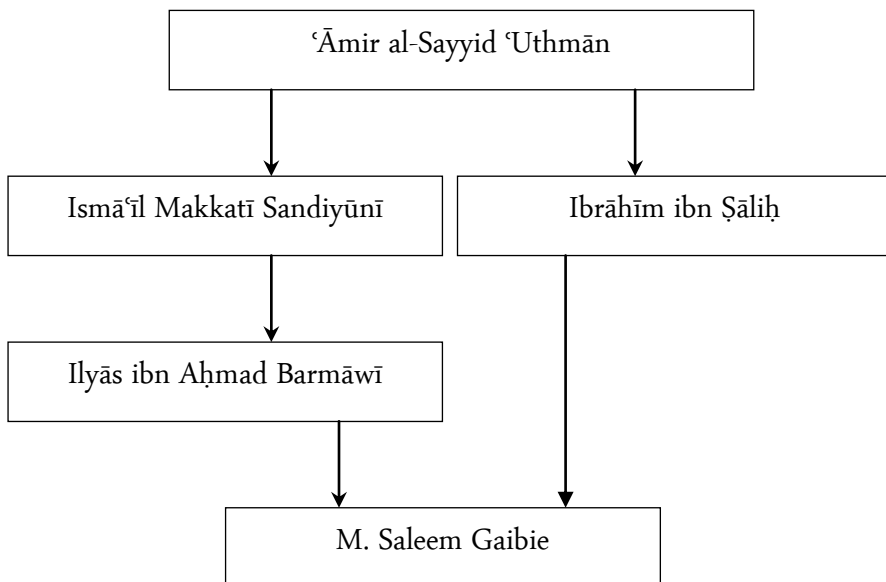 ʿĀmir al-Sayyid ʿUthmān
Ismāʿīl Makkatī Sandiyūnī
Ibrāhīm ibn Ṣāliḥ
Ilyās ibn Aḥmad Barmāwī
M. Saleem Gaibie